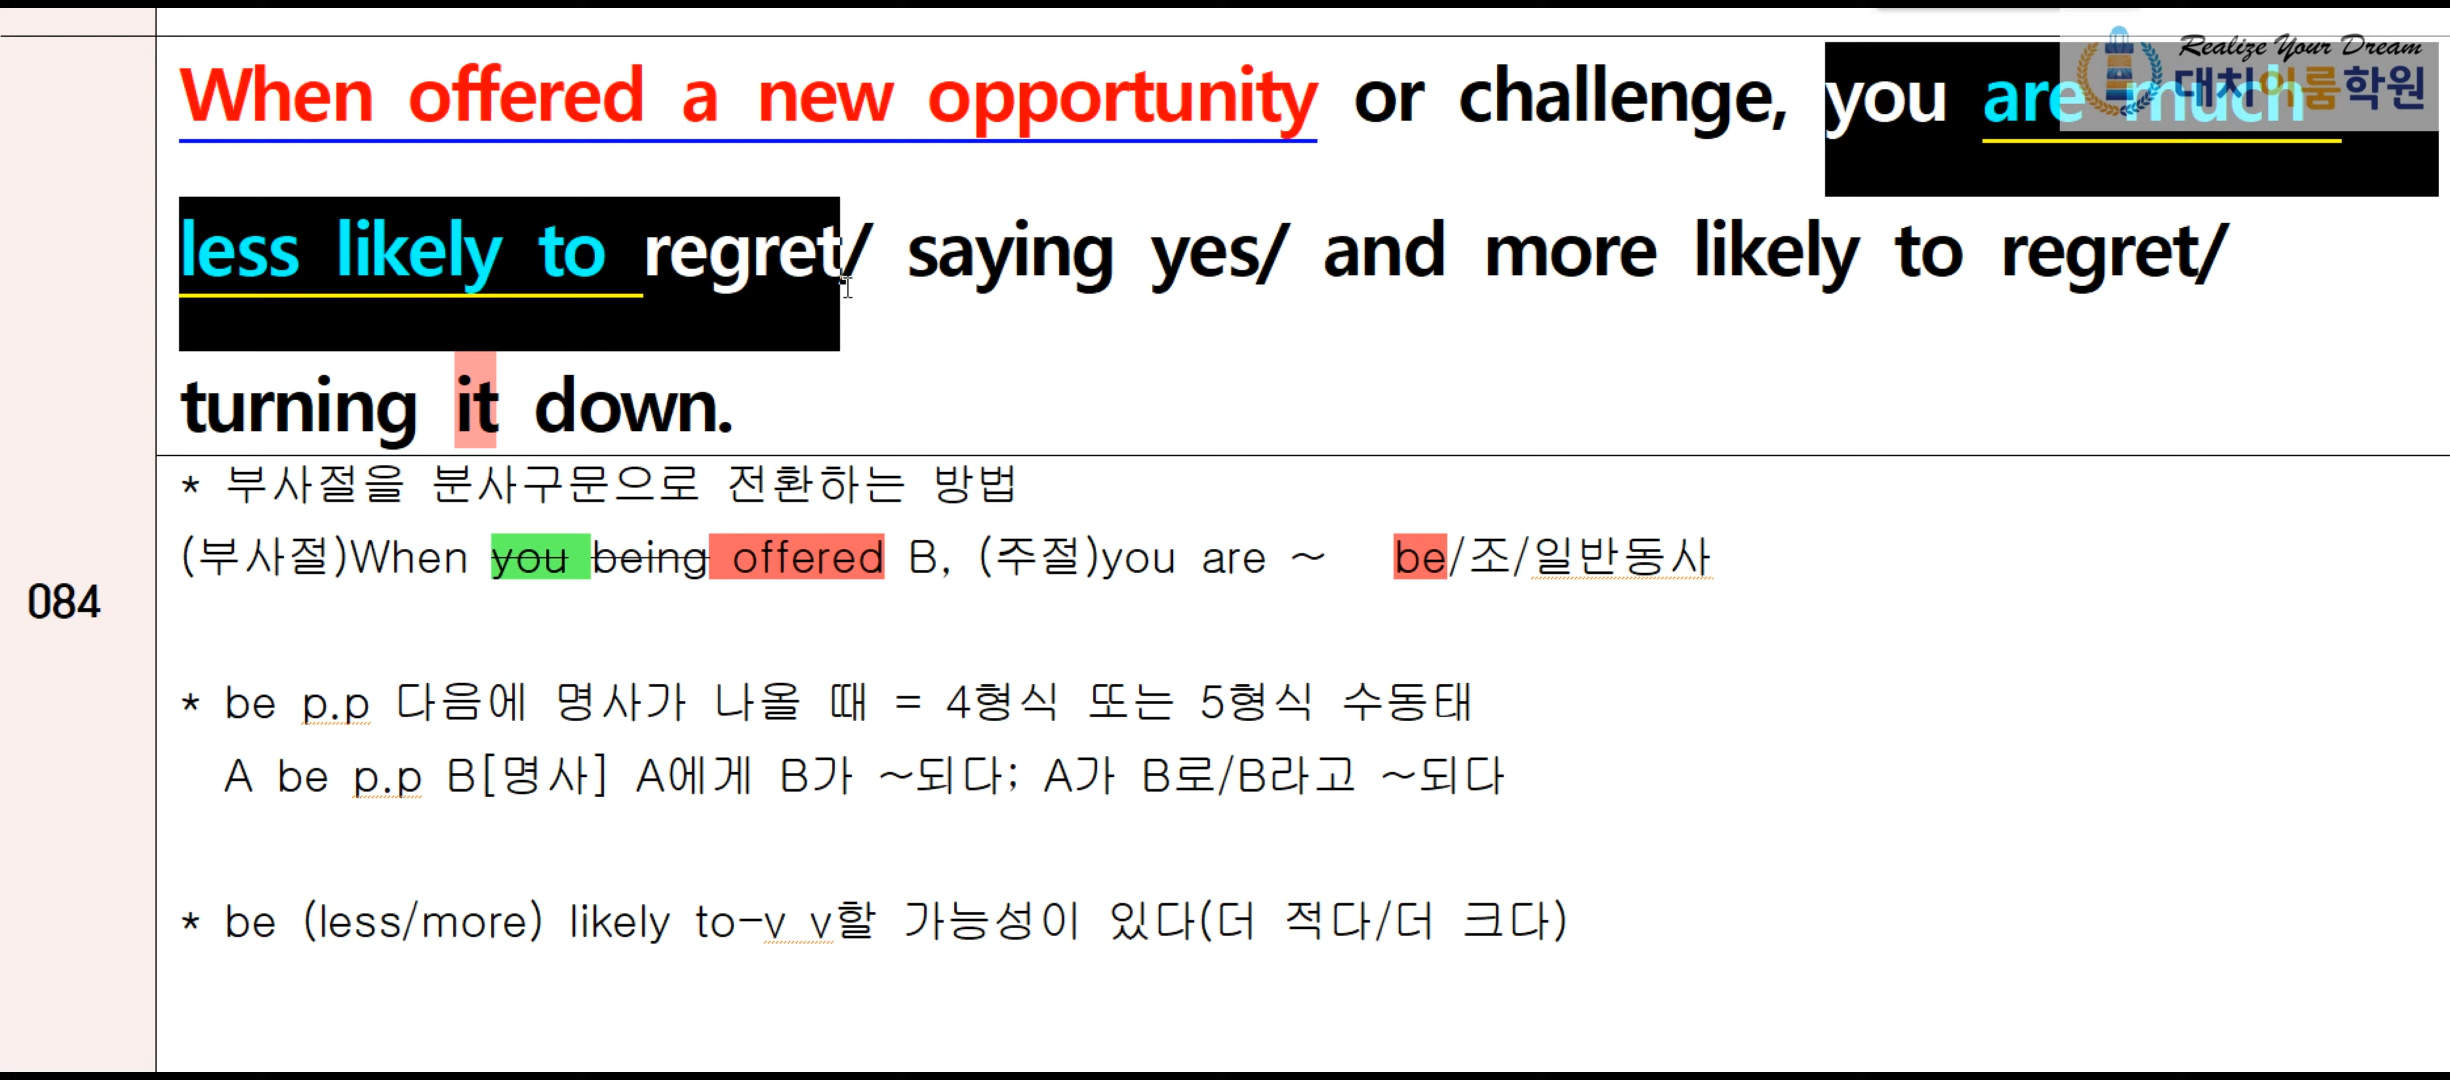 Realize Your Dream
대치이룸학원
When offered a new opportunity or challenge, you are much
less likely to regret/ saying yes/ and more likely to regret/
turning it down.
084
* 부사절을 분사구문으로 전환하는 방법
(부사절)When you being offered B, (주절)you are ~ be/조/일반동사
* be p.p 다음에 명사가 나올 때 = 4형식 또는 5형식 수동태
A be p.p B[명사] A에게 B가 ~되다; A가 B로/B라고 ~되다
* be (less/more) likely to-v v할 가능성이 있다(더 적다/더 크다)